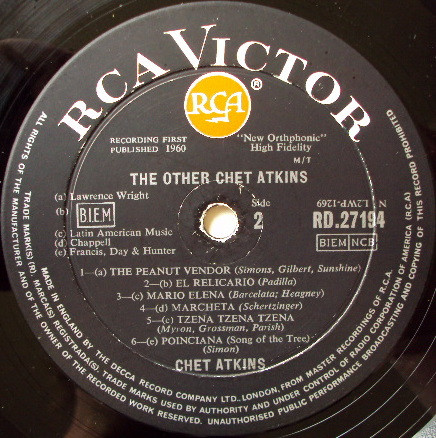 RCA VICTOR
®
RCA
RECORDING FIRST
PUBLISHED 1960
"New Orthphonic"
High Fidelity
M/T
THE OTHER CHET ATKINS
(a) Lawrence Wright
(b) BIEM
(c) Latin American Music
(d) Chappell
(e) Francis, Day & Hunter
Side
2
N L2WP-1269
RD.27194
BIEM NCB
1—(a) THE PEANUT VENDOR (Simons, Gilbert, Sunshine)
2—(b) EL RELICARIO (Padilla)
3—(c) MARIO ELENA (Barcelata; Heagney)
4—(d) MARCHETA (Schertzinger)
5—(c) TZENA TZENA TZENA
(Myron, Grossman, Parish)
6—(e) POINCIANA (Song of the Tree)
(Simon)
CHET ATKINS
ALL RIGHTS OF THE MANUFACTURER AND OF THE OWNER OF THE RECORDED WORK RESERVED. UNAUTHORISED PUBLIC PERFORMANCE BROADCASTING AND COPYING OF THIS RECORD PROHIBITED
TRADE MARK(S) (R). MARCA(S) REGISTRADA(S). TRADE MARKS USED BY AUTHORITY AND UNDER CONTROL OF RADIO CORPORATION OF AMERICA (R.C.A.)
MADE IN ENGLAND BY THE DECCA RECORD COMPANY LTD., LONDON, FROM MASTER RECORDINGS OF R.C.A.